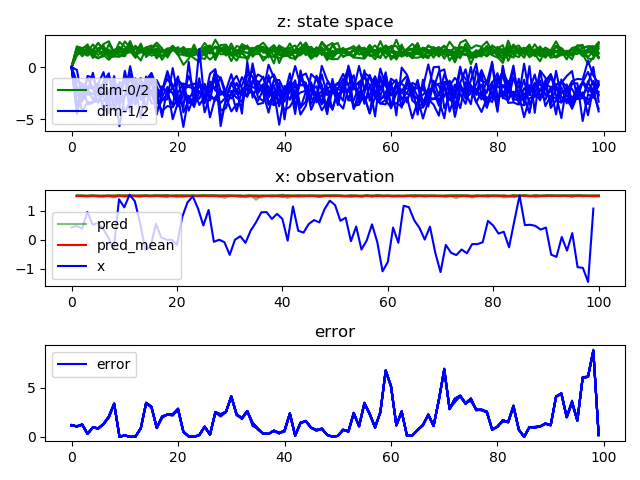 z: state space
0
−5
dim-0/2
dim-1/2
0 20 40 60 80 100
x: observation
1
0
−1
pred
pred_mean
x
0 20 40 60 80 100
error
5
0
error
0 20 40 60 80 100